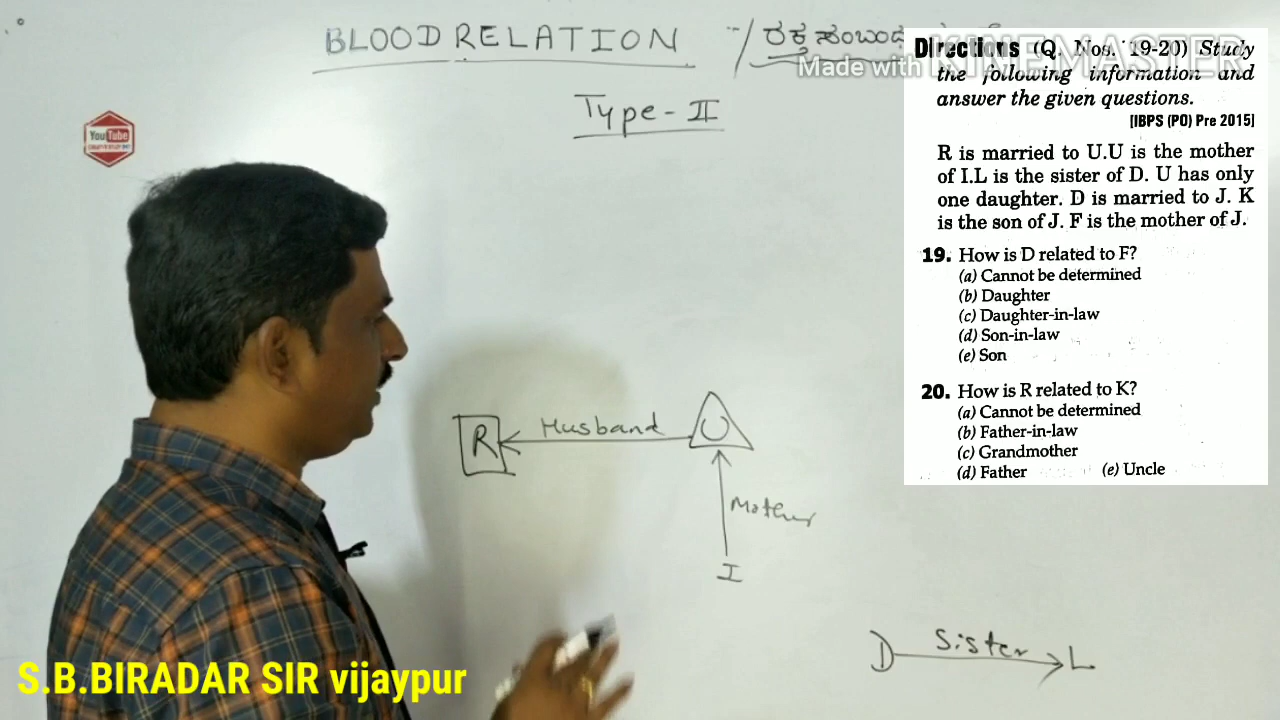 BLOOD RELATION
ರಕ್ತ ಸಂಬಂಧ
Made with KINEMASTER
Type - II
YouTube
Directions (Q. Nos. 19-20) Study
the following information and
answer the given questions.
[IBPS (PO) Pre 2015]
R is married to U.U is the mother
of I.L is the sister of D. U has only
one daughter. D is married to J. K
is the son of J. F is the mother of J.
19. How is D related to F?
(a) Cannot be determined
(b) Daughter
(c) Daughter-in-law
(d) Son-in-law
(e) Son
20. How is R related to K?
(a) Cannot be determined
(b) Father-in-law
(c) Grandmother
(d) Father (e) Uncle
R Husband U
Mother
I
D Sister L
S.B.BIRADAR SIR vijaypur